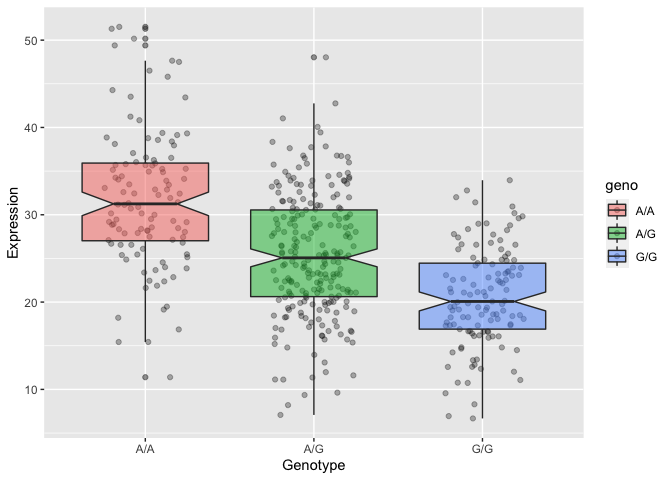 50
40
30
20
10
Expression
A/A
A/G
G/G
Genotype
geno
A/A
A/G
G/G